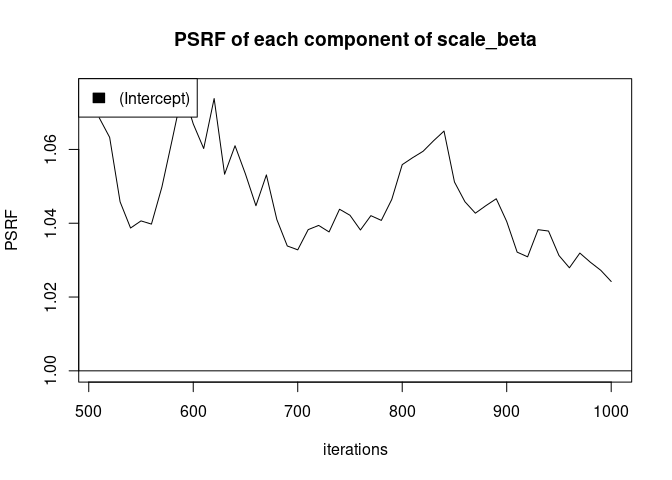 PSRF of each component of scale_beta
(Intercept)
PSRF
1.06
1.04
1.02
1.00
500 600 700 800 900 1000
iterations